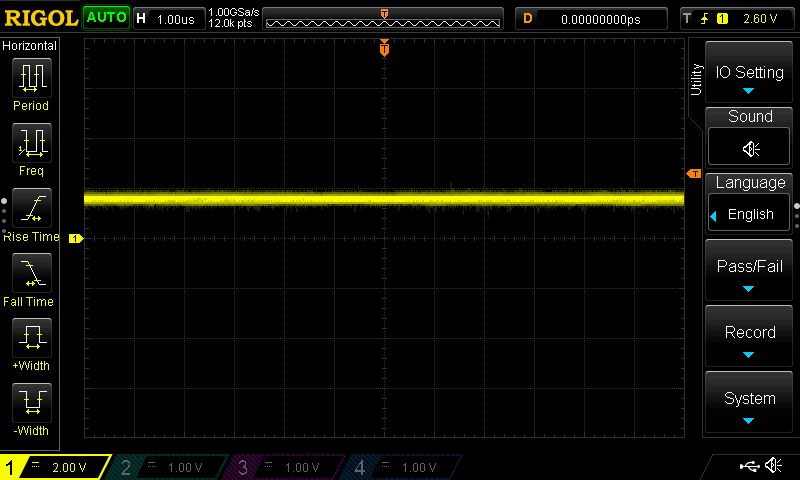 RIGOL AUTO H 1.00us 1.00GSa/s D 0.00000000ps T 1 2.60 V
12.0k pts
Horizontal
T
Period
Freq
Rise Time
Fall Time
+Width
-Width
T
1
Utility
IO Setting
Sound
Language
English
Pass/Fail
Record
System
1 2.00 V 2 1.00 V 3 1.00 V 4 1.00 V